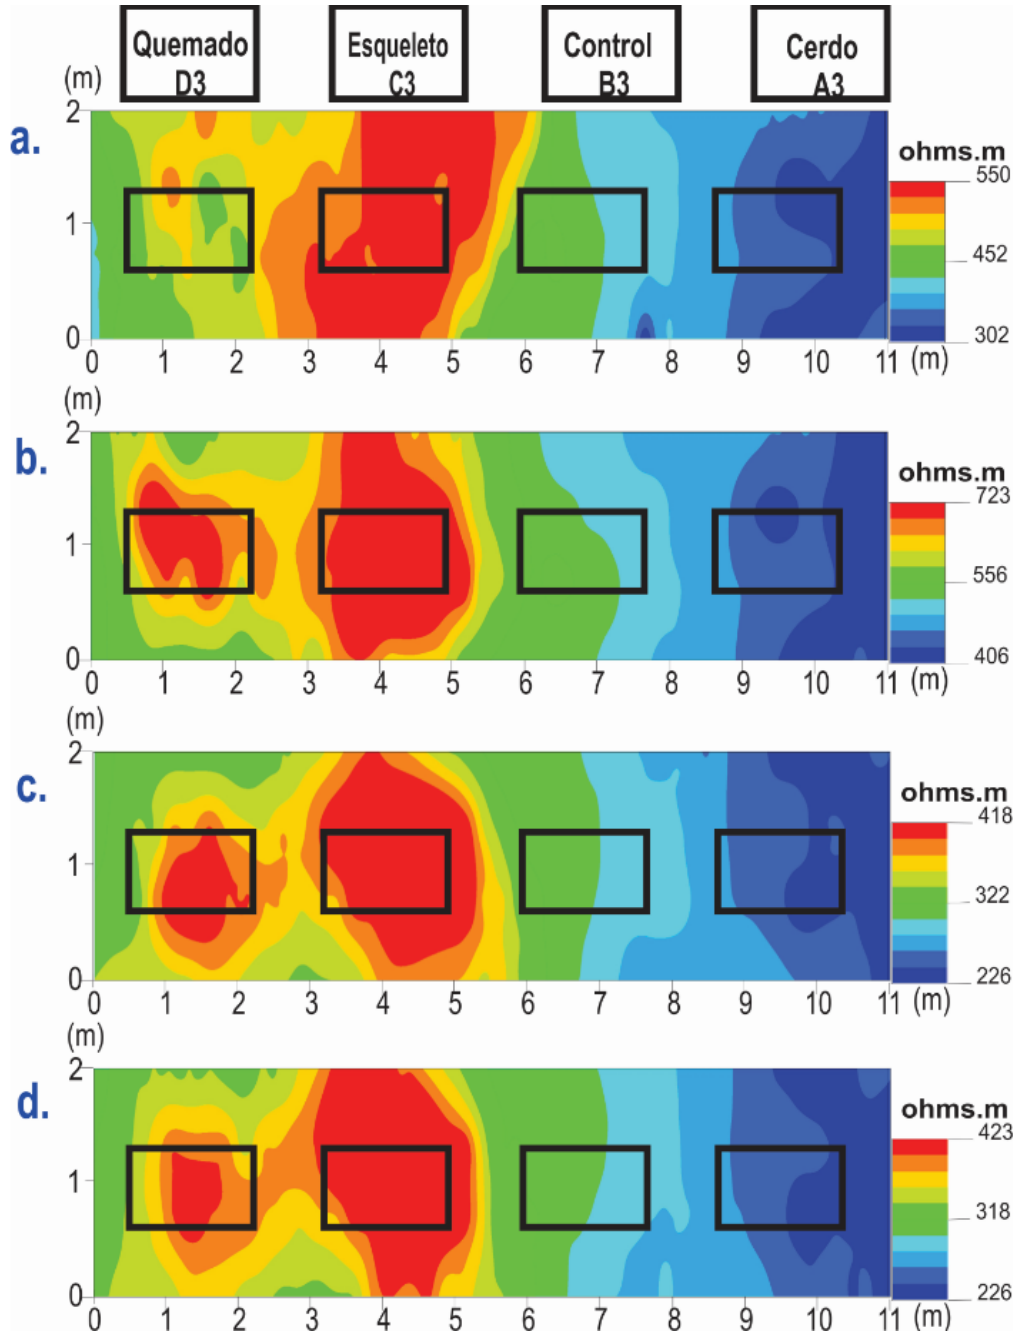 Quemado
D3
Esqueleto
C3
Control
B3
Cerdo
A3
(m)
a.
2
1
0
0 1 2 3 4 5 6 7 8 9 10 11 (m)
ohms.m
550
452
302
(m)
b.
2
1
0
0 1 2 3 4 5 6 7 8 9 10 11 (m)
ohms.m
723
556
406
(m)
c.
2
1
0
0 1 2 3 4 5 6 7 8 9 10 11 (m)
ohms.m
418
322
226
(m)
d.
2
1
0
0 1 2 3 4 5 6 7 8 9 10 11 (m)
ohms.m
423
318
226